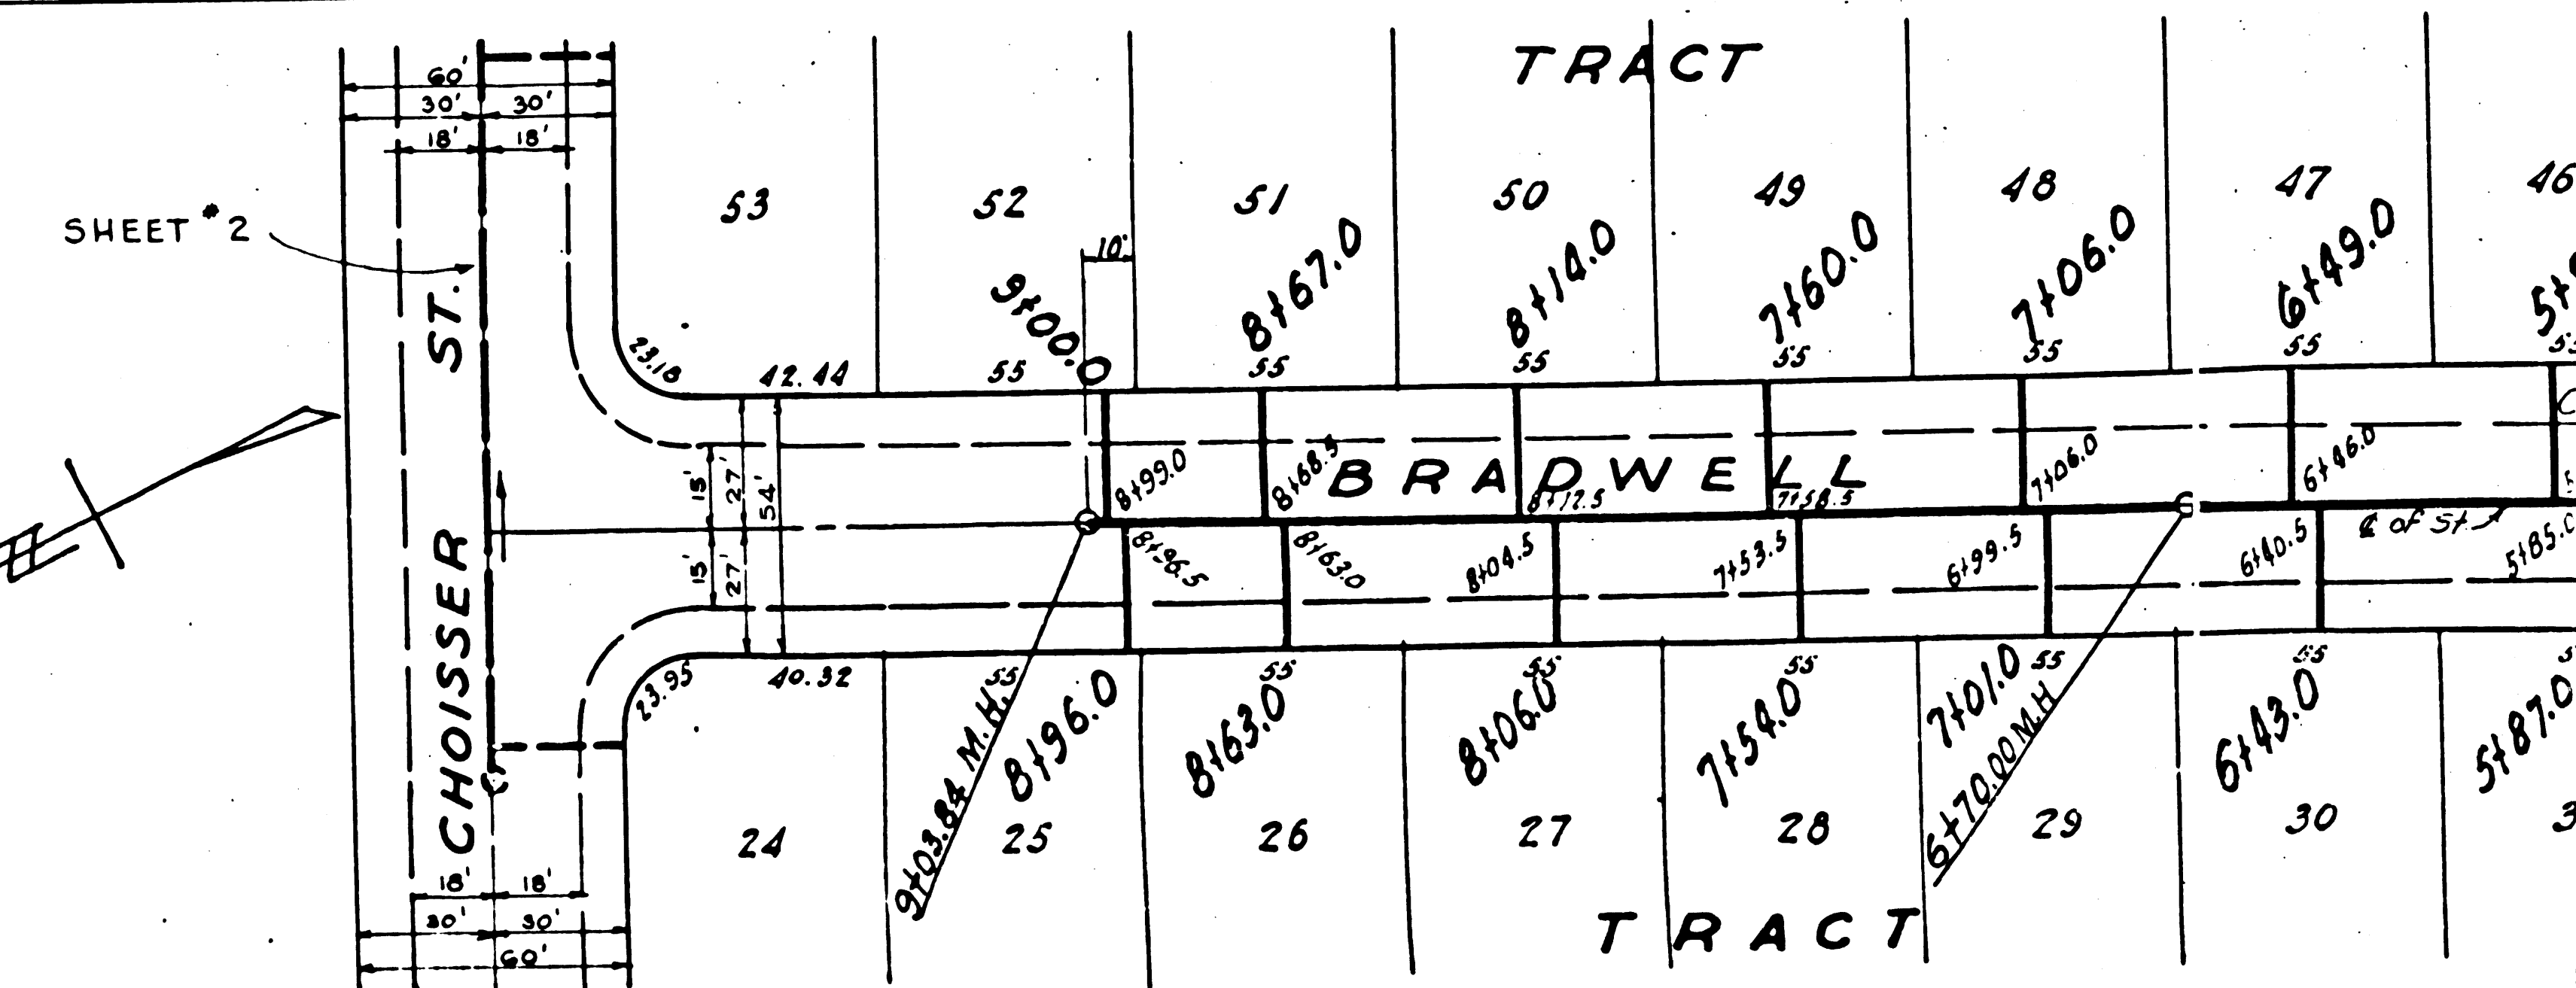 TRACT
60'
30' 30'
18' 18'
SHEET #2
53 52 51 50 49 48 47 46
10'
9+00.0 8+67.0 8+14.0 7+60.0 7+06.0 6+49.0
23.18 42.44 55 55 55 55 55 55
CHOISSER ST.
15' 27' 54'
15' 27'
8+99.0 8+68.5 8+12.5 7+58.5 7+06.0 6+46.0
BRADWELL
℄ of St.
8+96.5 8+63.0 8+04.5 7+53.5 6+99.5 6+40.5 5+85.0
23.95 40.32 55 55 55 55 55 55
9+03.84 M.H.
8+96.0 8+63.0 8+06.0 7+54.0 7+01.0 6+43.0 5+87.0
6+70.00 M.H
24 25 26 27 28 29 30
18' 18'
30' 30'
60'
TRACT